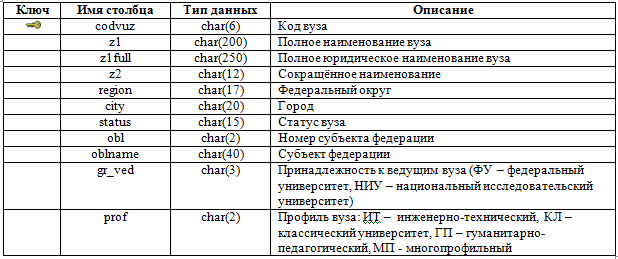 Ключ Имя столбца Тип данных Описание
codvuz char(6) Код вуза
z1 char(200) Полное наименование вуза
z1full char(250) Полное юридическое наименование вуза
z2 char(12) Сокращённое наименование
region char(17) Федеральный округ
city char(20) Город
status char(15) Статус вуза
obl char(2) Номер субъекта федерации
oblname char(40) Субъект федерации
gr_ved char(3) Принадлежность к ведущим вуза (ФУ – федеральный
университет, НИУ – национальный исследовательский
университет)
prof char(2) Профиль вуза: ИТ – инженерно-технический, КЛ –
классический университет, ГП – гуманитарно-
педагогический, МП - многопрофильный